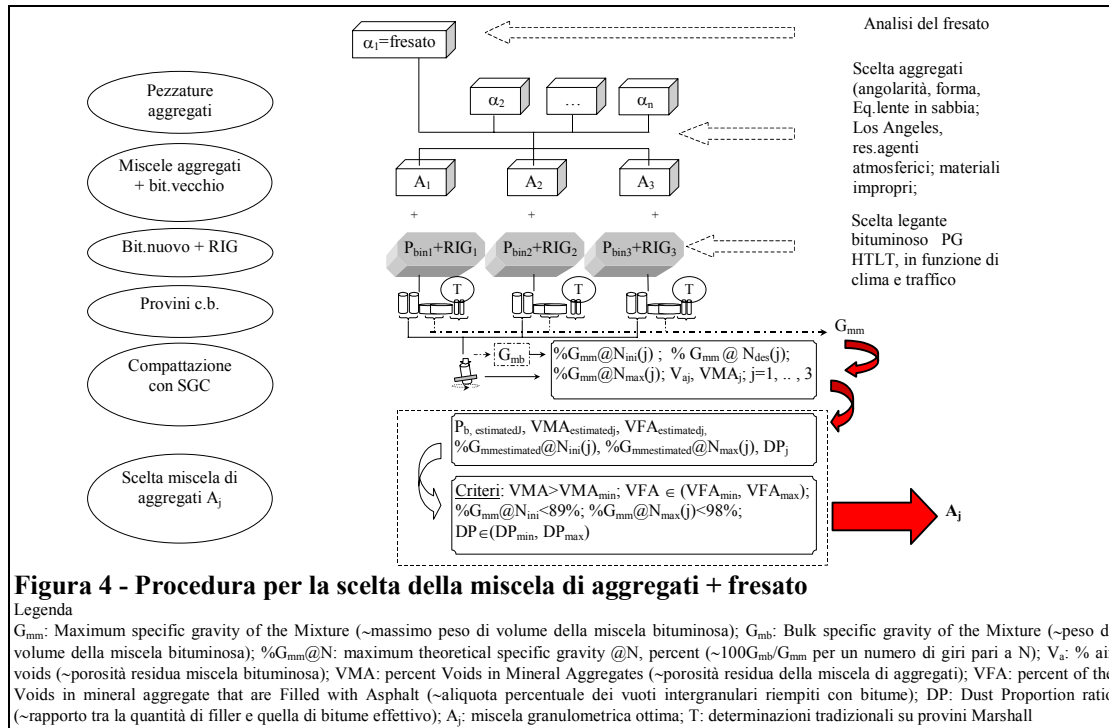 α1=fresato
Analisi del fresato
Pezzature
aggregati
α2
...
αn
Scelta aggregati
(angolarità, forma,
Eq.lente in sabbia;
Los Angeles,
res.agenti
atmosferici; materiali
impropri;
Miscele aggregati
+ bit.vecchio
A1
A2
A3
+
+
+
Bit.nuovo + RIG
Pbin1+RIG1
Pbin2+RIG2
Pbin3+RIG3
Scelta legante
bituminoso PG
HTLT, in funzione di
clima e traffico
T
T
T
Provini c.b.
Gmm
Compattazione
con SGC
Gmb
%Gmm@Nini(j) ; % Gmm @ Ndes(j);
%Gmm@Nmax(j); Vaj, VMAj; j=1, .. , 3
Pb, estimatedJ, VMAestimatedj, VFAestimatedj,
%Gmmestimated@Nini(j), %Gmmestimated@Nmax(j), DPj
Scelta miscela di
aggregati Aj
Criteri: VMA>VMAmin; VFA ∈ (VFAmin, VFAmax);
%Gmm@Nini<89%; %Gmm@Nmax(j)<98%;
DP∈(DPmin, DPmax)
Aj
Figura 4 - Procedura per la scelta della miscela di aggregati + fresato
Legenda
Gmm: Maximum specific gravity of the Mixture (~massimo peso di volume della miscela bituminosa); Gmb: Bulk specific gravity of the Mixture (~peso di
volume della miscela bituminosa); %Gmm@N: maximum theoretical specific gravity @N, percent (~100Gmb/Gmm per un numero di giri pari a N); Va: % air
voids (~porosità residua miscela bituminosa); VMA: percent Voids in Mineral Aggregates (~porosità residua della miscela di aggregati); VFA: percent of the
Voids in mineral aggregate that are Filled with Asphalt (~aliquota percentuale dei vuoti intergranulari riempiti con bitume); DP: Dust Proportion ratio
(~rapporto tra la quantità di filler e quella di bitume effettivo); Aj: miscela granulometrica ottima; T: determinazioni tradizionali su provini Marshall